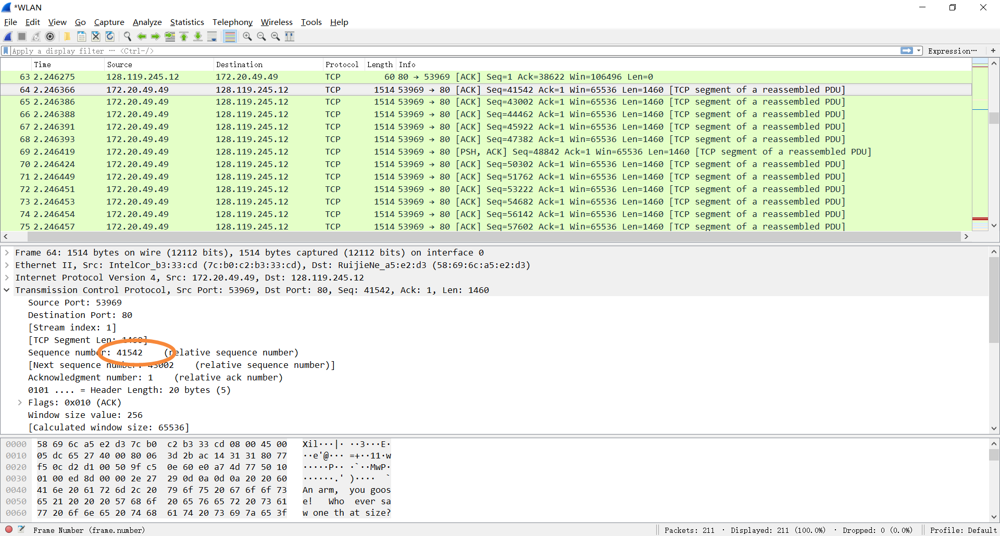 *WLAN
File Edit View Go Capture Analyze Statistics Telephony Wireless Tools Help
Apply a display filter ··· <Ctrl-/> Expression··· +
Time Source Destination Protocol Length Info
63 2.246275 128.119.245.12 172.20.49.49 TCP 60 80 → 53969 [ACK] Seq=1 Ack=38622 Win=106496 Len=0
64 2.246366 172.20.49.49 128.119.245.12 TCP 1514 53969 → 80 [ACK] Seq=41542 Ack=1 Win=65536 Len=1460 [TCP segment of a reassembled PDU]
65 2.246386 172.20.49.49 128.119.245.12 TCP 1514 53969 → 80 [ACK] Seq=43002 Ack=1 Win=65536 Len=1460 [TCP segment of a reassembled PDU]
66 2.246388 172.20.49.49 128.119.245.12 TCP 1514 53969 → 80 [ACK] Seq=44462 Ack=1 Win=65536 Len=1460 [TCP segment of a reassembled PDU]
67 2.246391 172.20.49.49 128.119.245.12 TCP 1514 53969 → 80 [ACK] Seq=45922 Ack=1 Win=65536 Len=1460 [TCP segment of a reassembled PDU]
68 2.246393 172.20.49.49 128.119.245.12 TCP 1514 53969 → 80 [ACK] Seq=47382 Ack=1 Win=65536 Len=1460 [TCP segment of a reassembled PDU]
69 2.246419 172.20.49.49 128.119.245.12 TCP 1514 53969 → 80 [PSH, ACK] Seq=48842 Ack=1 Win=65536 Len=1460 [TCP segment of a reassembled PDU]
70 2.246424 172.20.49.49 128.119.245.12 TCP 1514 53969 → 80 [ACK] Seq=50302 Ack=1 Win=65536 Len=1460 [TCP segment of a reassembled PDU]
71 2.246449 172.20.49.49 128.119.245.12 TCP 1514 53969 → 80 [ACK] Seq=51762 Ack=1 Win=65536 Len=1460 [TCP segment of a reassembled PDU]
72 2.246451 172.20.49.49 128.119.245.12 TCP 1514 53969 → 80 [ACK] Seq=53222 Ack=1 Win=65536 Len=1460 [TCP segment of a reassembled PDU]
73 2.246453 172.20.49.49 128.119.245.12 TCP 1514 53969 → 80 [ACK] Seq=54682 Ack=1 Win=65536 Len=1460 [TCP segment of a reassembled PDU]
74 2.246454 172.20.49.49 128.119.245.12 TCP 1514 53969 → 80 [ACK] Seq=56142 Ack=1 Win=65536 Len=1460 [TCP segment of a reassembled PDU]
75 2.246457 172.20.49.49 128.119.245.12 TCP 1514 53969 → 80 [ACK] Seq=57602 Ack=1 Win=65536 Len=1460 [TCP segment of a reassembled PDU]
Frame 64: 1514 bytes on wire (12112 bits), 1514 bytes captured (12112 bits) on interface 0
Ethernet II, Src: IntelCor_b3:33:cd (7c:b0:c2:b3:33:cd), Dst: RuijieNe_a5:e2:d3 (58:69:6c:a5:e2:d3)
Internet Protocol Version 4, Src: 172.20.49.49, Dst: 128.119.245.12
Transmission Control Protocol, Src Port: 53969, Dst Port: 80, Seq: 41542, Ack: 1, Len: 1460
Source Port: 53969
Destination Port: 80
[Stream index: 1]
[TCP Segment Len: 1460]
Sequence number: 41542 (relative sequence number)
[Next sequence number: 43002 (relative sequence number)]
Acknowledgment number: 1 (relative ack number)
0101 .... = Header Length: 20 bytes (5)
Flags: 0x010 (ACK)
Window size value: 256
[Calculated window size: 65536]
0000 58 69 6c a5 e2 d3 7c b0 c2 b3 33 cd 08 00 45 00 Xil···|· ··3···E·
0010 05 dc 65 27 40 00 80 06 3d 2b ac 14 31 31 80 77 ··e'@··· =+··11·w
0020 f5 0c d2 d1 00 50 9f c5 0e 60 e0 a7 4d 77 50 10 ·····P·· ·`··MwP·
0030 01 00 ed 8d 00 00 2e 27 29 0d 0a 0d 0a 20 20 60 ······.' )···· `
0040 41 6e 20 61 72 6d 2c 20 79 6f 75 20 67 6f 6f 73 An arm, you goos
0050 65 21 20 20 20 57 68 6f 20 65 76 65 72 20 73 61 e! Who ever sa
0060 77 20 6f 6e 65 20 74 68 61 74 20 73 69 7a 65 3f w one th at size?
Frame Number (frame.number) Packets: 211 · Displayed: 211 (100.0%) · Dropped: 0 (0.0%) Profile: Default